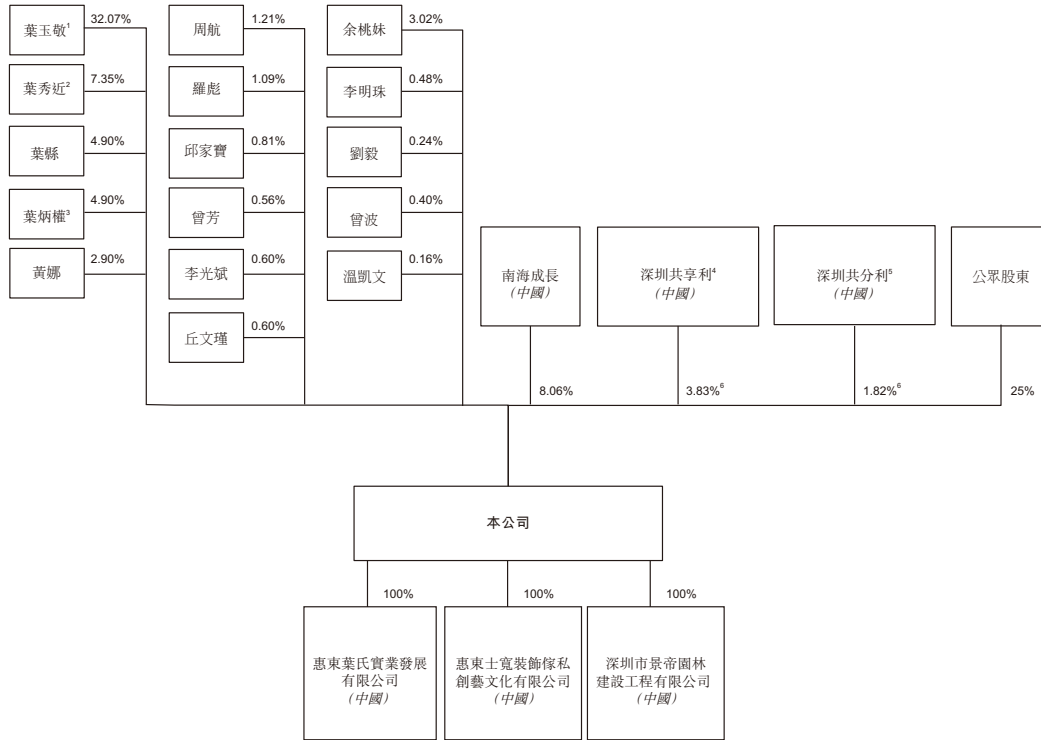 葉玉敬¹ 32.07%
葉秀近² 7.35%
葉縣 4.90%
葉炳權³ 4.90%
黃娜 2.90%
周航 1.21%
羅彪 1.09%
邱家寶 0.81%
曾芳 0.56%
李光斌 0.60%
丘文瑾 0.60%
余桃妹 3.02%
李明珠 0.48%
劉毅 0.24%
曾波 0.40%
溫凱文 0.16%
南海成長
(中國)
8.06%
深圳共享利⁴
(中國)
3.83%⁶
深圳共分利⁵
(中國)
1.82%⁶
公眾股東
25%
本公司
100%
惠東葉氏實業發展
有限公司
(中國)
100%
惠東士寬裝飾傢私
創藝文化有限公司
(中國)
100%
深圳市景帝園林
建設工程有限公司
(中國)